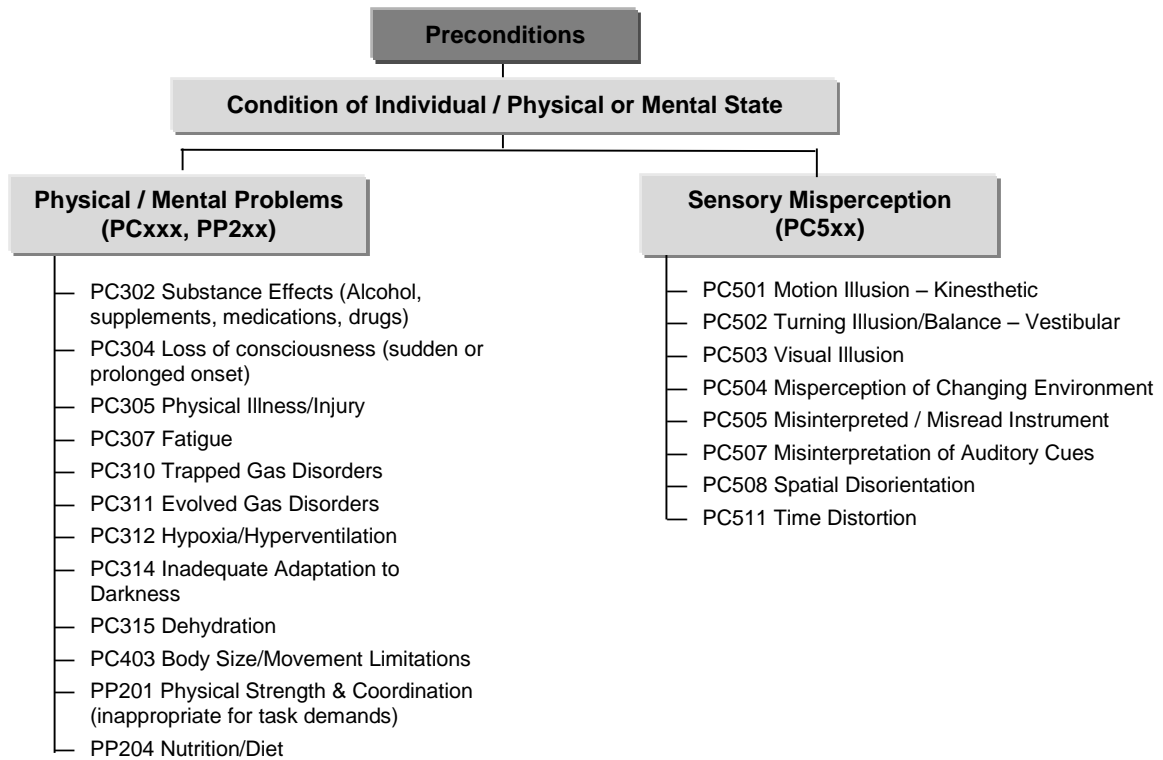 Preconditions
Condition of Individual / Physical or Mental State
Physical / Mental Problems
(PCxxx, PP2xx)
PC302 Substance Effects (Alcohol,
supplements, medications, drugs)
PC304 Loss of consciousness (sudden or
prolonged onset)
PC305 Physical Illness/Injury
PC307 Fatigue
PC310 Trapped Gas Disorders
PC311 Evolved Gas Disorders
PC312 Hypoxia/Hyperventilation
PC314 Inadequate Adaptation to
Darkness
PC315 Dehydration
PC403 Body Size/Movement Limitations
PP201 Physical Strength & Coordination
(inappropriate for task demands)
PP204 Nutrition/Diet
Sensory Misperception
(PC5xx)
PC501 Motion Illusion – Kinesthetic
PC502 Turning Illusion/Balance – Vestibular
PC503 Visual Illusion
PC504 Misperception of Changing Environment
PC505 Misinterpreted / Misread Instrument
PC507 Misinterpretation of Auditory Cues
PC508 Spatial Disorientation
PC511 Time Distortion